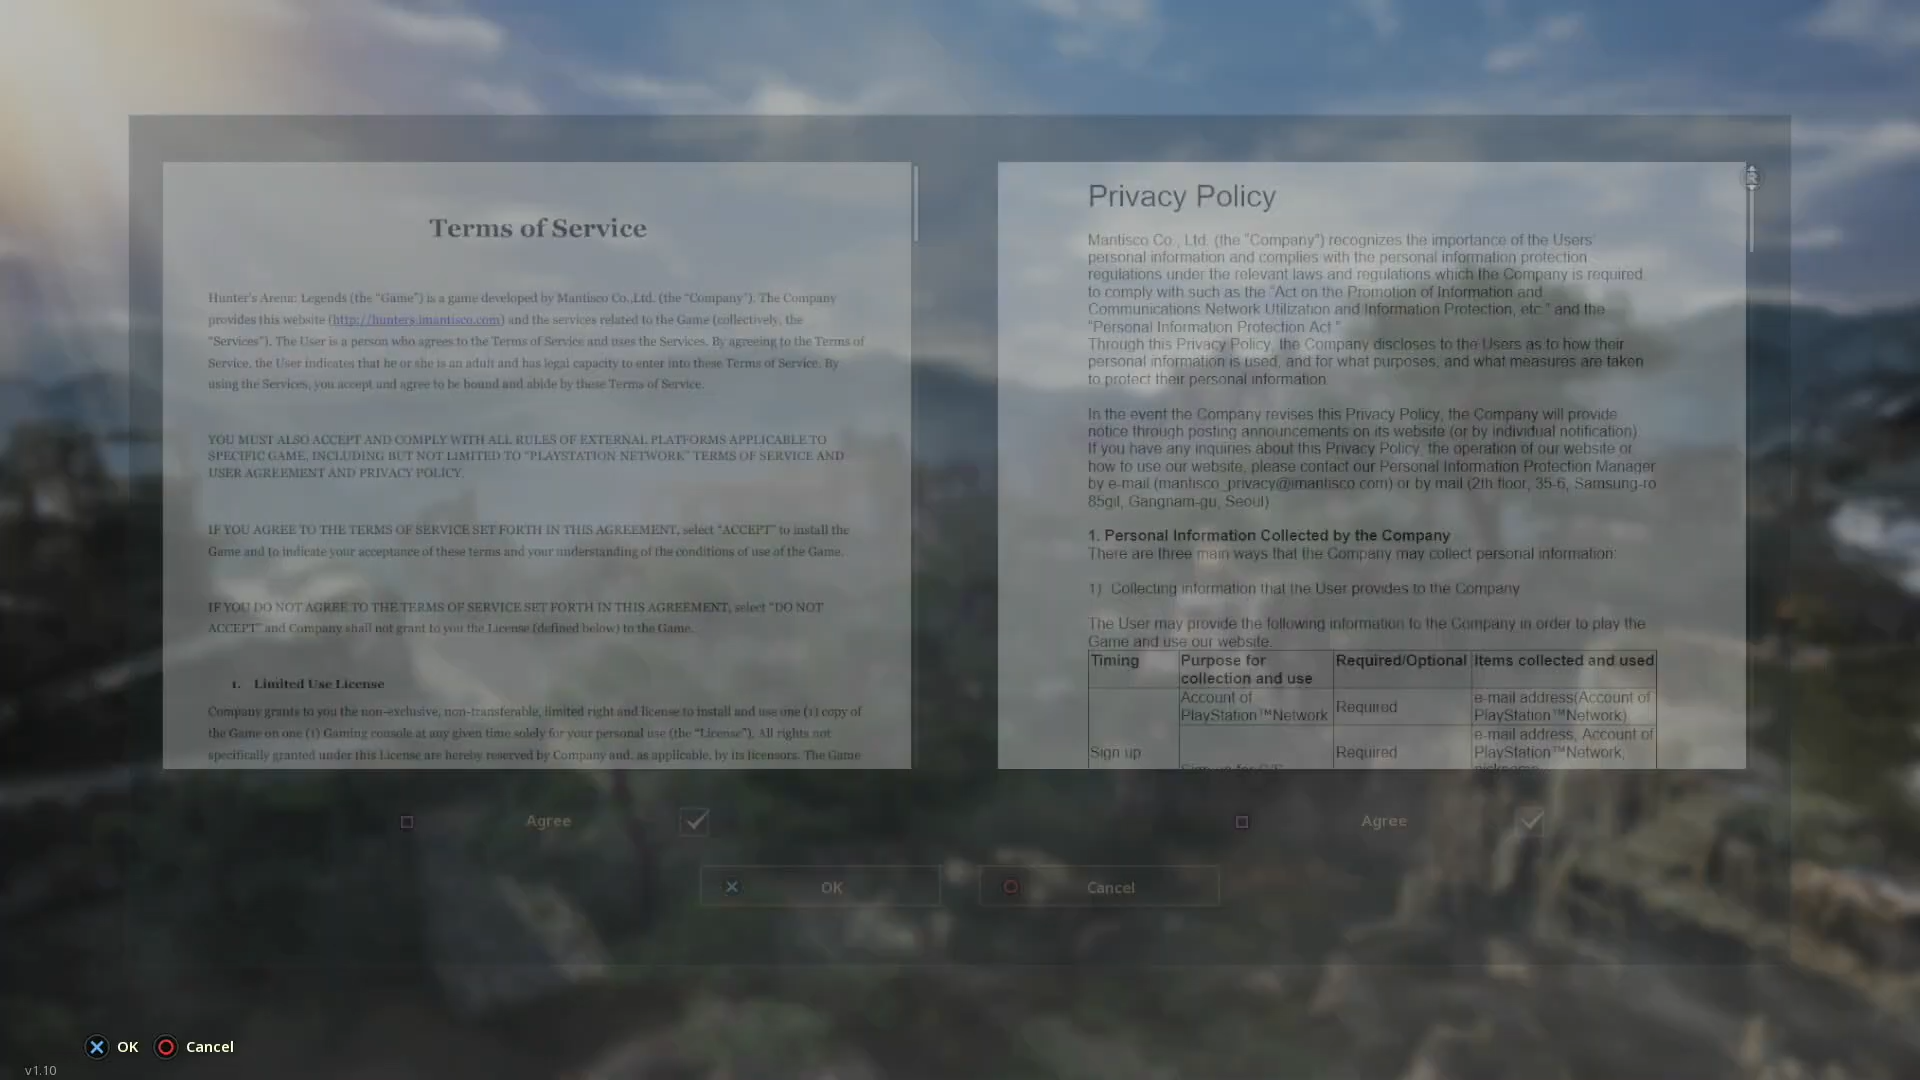 Terms of Service
Hunter's Arena: Legends (the "Game") is a game developed by Mantisco Co.,Ltd. (the "Company"). The Company
provides this website (http://hunters.imantisco.com) and the services related to the Game (collectively, the
"Services"). The User is a person who agrees to the Terms of Service and uses the Services. By agreeing to the Terms of
Service, the User indicates that he or she is an adult and has legal capacity to enter into these Terms of Service. By
using the Services, you accept and agree to be bound and abide by these Terms of Service.
YOU MUST ALSO ACCEPT AND COMPLY WITH ALL RULES OF EXTERNAL PLATFORMS APPLICABLE TO
SPECIFIC GAME, INCLUDING BUT NOT LIMITED TO "PLAYSTATION NETWORK" TERMS OF SERVICE AND
USER AGREEMENT AND PRIVACY POLICY.
IF YOU AGREE TO THE TERMS OF SERVICE SET FORTH IN THIS AGREEMENT, select "ACCEPT" to install the
Game and to indicate your acceptance of these terms and your understanding of the conditions of use of the Game.
IF YOU DO NOT AGREE TO THE TERMS OF SERVICE SET FORTH IN THIS AGREEMENT, select "DO NOT
ACCEPT" and Company shall not grant to you the License (defined below) to the Game.
1. Limited Use License
Company grants to you the non-exclusive, non-transferable, limited right and license to install and use one (1) copy of
the Game on one (1) Gaming console at any given time solely for your personal use (the "License"). All rights not
specifically granted under this License are hereby reserved by Company and, as applicable, by its licensors. The Game
Agree
Privacy Policy
R
Mantisco Co., Ltd. (the "Company") recognizes the importance of the Users'
personal information and complies with the personal information protection
regulations under the relevant laws and regulations which the Company is required
to comply with such as the "Act on the Promotion of Information and
Communications Network Utilization and Information Protection, etc." and the
"Personal Information Protection Act."
Through this Privacy Policy, the Company discloses to the Users as to how their
personal information is used, and for what purposes, and what measures are taken
to protect their personal information.
In the event the Company revises this Privacy Policy, the Company will provide
notice through posting announcements on its website (or by individual notification)
If you have any inquiries about this Privacy Policy, the operation of our website or
how to use our website, please contact our Personal Information Protection Manager
by e-mail (mantisco_privacy@imantisco.com) or by mail (2th floor, 35-6, Samsung-ro
85gil, Gangnam-gu, Seoul)
1. Personal Information Collected by the Company
There are three main ways that the Company may collect personal information:
1) Collecting information that the User provides to the Company
The User may provide the following information to the Company in order to play the
Game and use our website.
Timing Purpose for collection and use Required/Optional Items collected and used
Account of PlayStation™Network Required e-mail address(Account of PlayStation™Network)
Sign up Required e-mail address, Account of PlayStation™Network,
Agree
OK Cancel
OK Cancel
v1.10